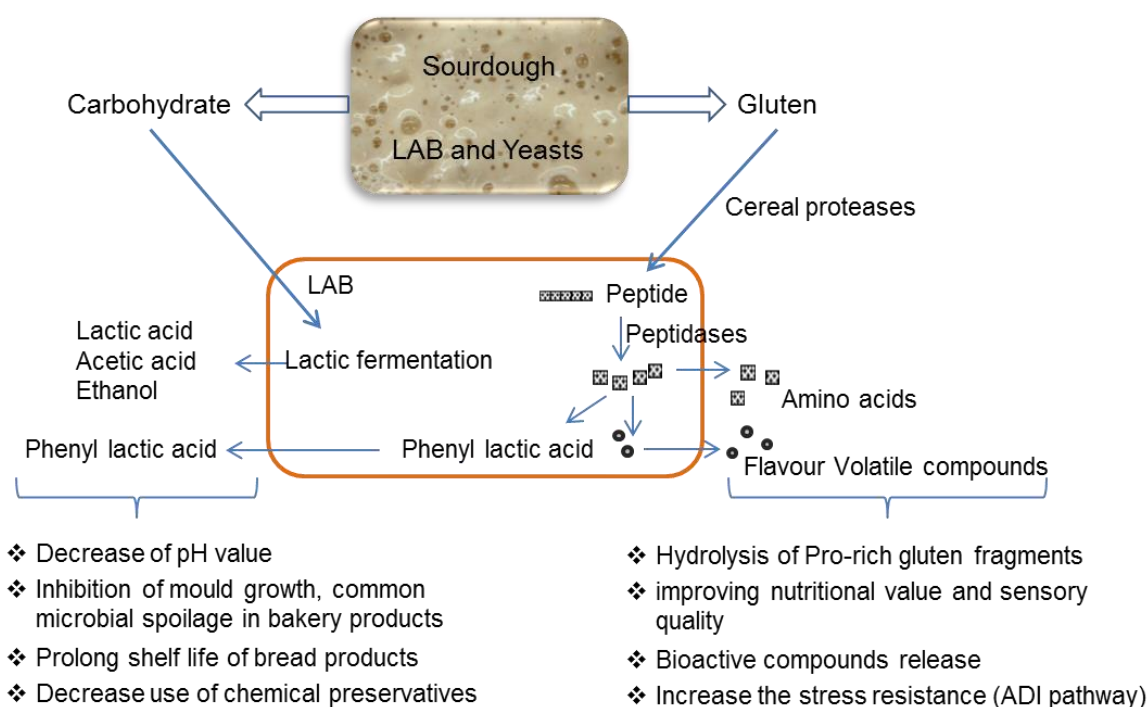 Sourdough
LAB and Yeasts
Carbohydrate
Gluten
Cereal proteases
LAB
Peptide
Peptidases
Lactic acid
Acetic acid
Ethanol
Lactic fermentation
Amino acids
Phenyl lactic acid
Phenyl lactic acid
Flavour Volatile compounds
❖ Decrease of pH value
❖ Inhibition of mould growth, common
microbial spoilage in bakery products
❖ Prolong shelf life of bread products
❖ Decrease use of chemical preservatives
❖ Hydrolysis of Pro-rich gluten fragments
❖ improving nutritional value and sensory
quality
❖ Bioactive compounds release
❖ Increase the stress resistance (ADI pathway)